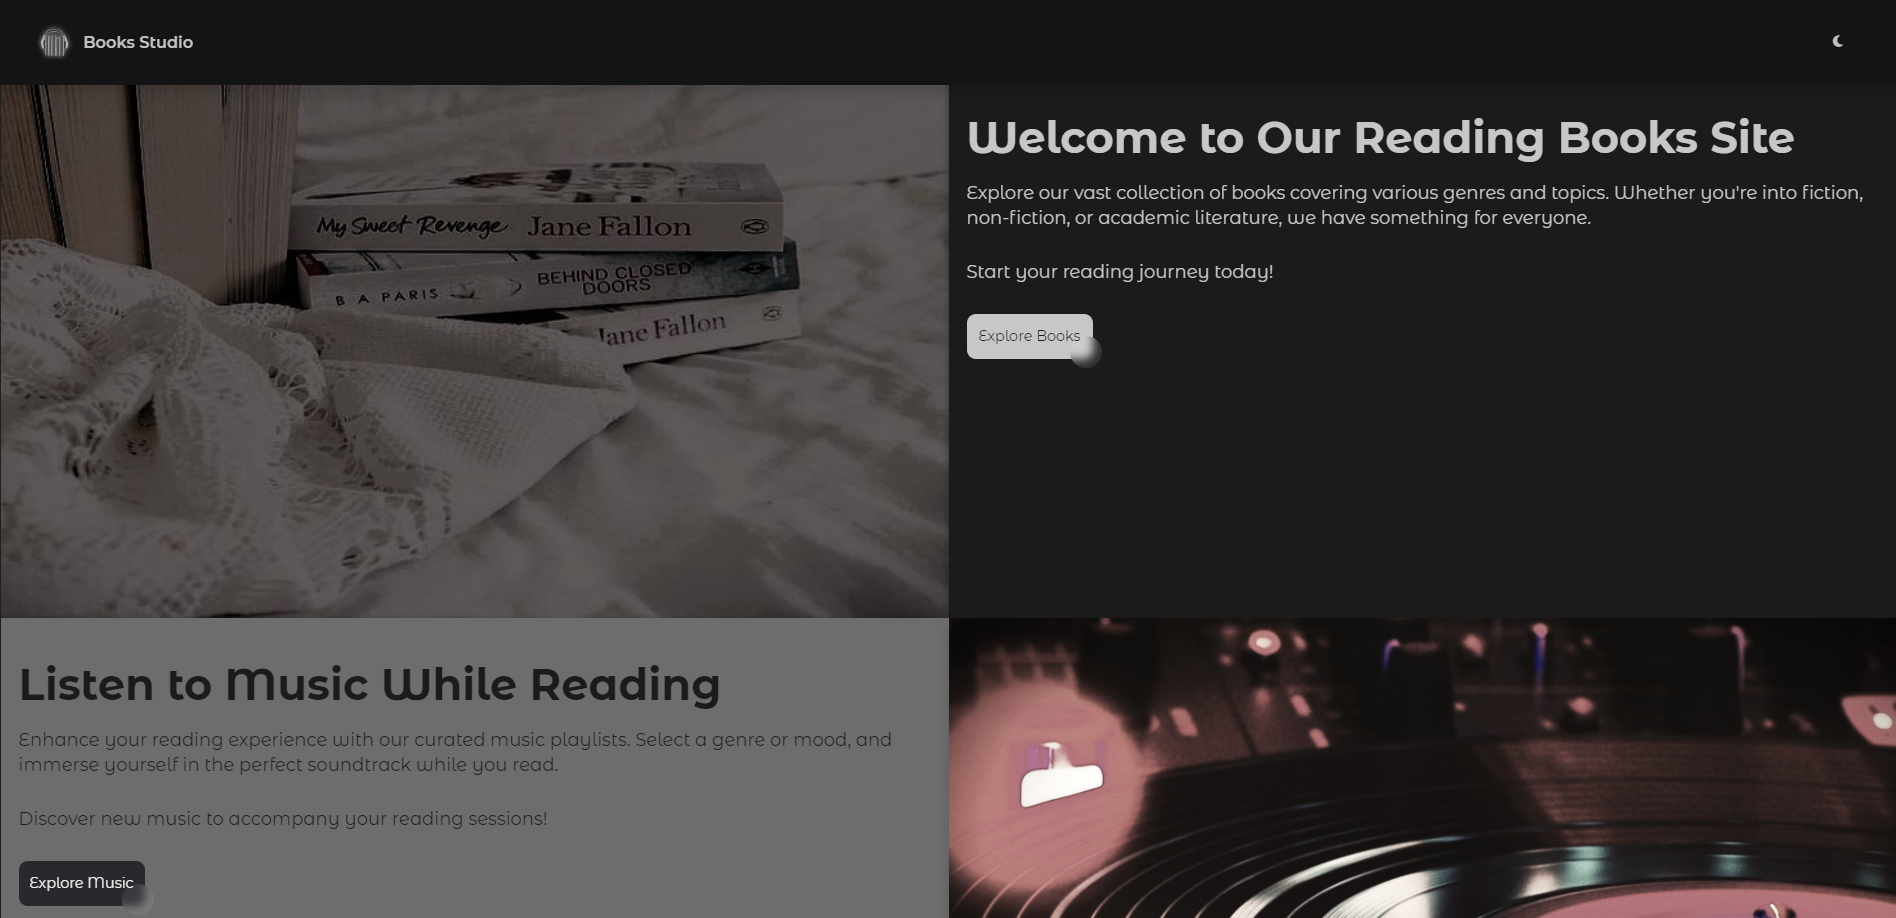 Books Studio
My Sweet Revenge Jane Fallon
B A PARIS BEHIND CLOSED
DOORS
Jane Fallon
Welcome to Our Reading Books Site
Explore our vast collection of books covering various genres and topics. Whether you're into fiction,
non-fiction, or academic literature, we have something for everyone.
Start your reading journey today!
Explore Books
Listen to Music While Reading
Enhance your reading experience with our curated music playlists. Select a genre or mood, and
immerse yourself in the perfect soundtrack while you read.
Discover new music to accompany your reading sessions!
Explore Music